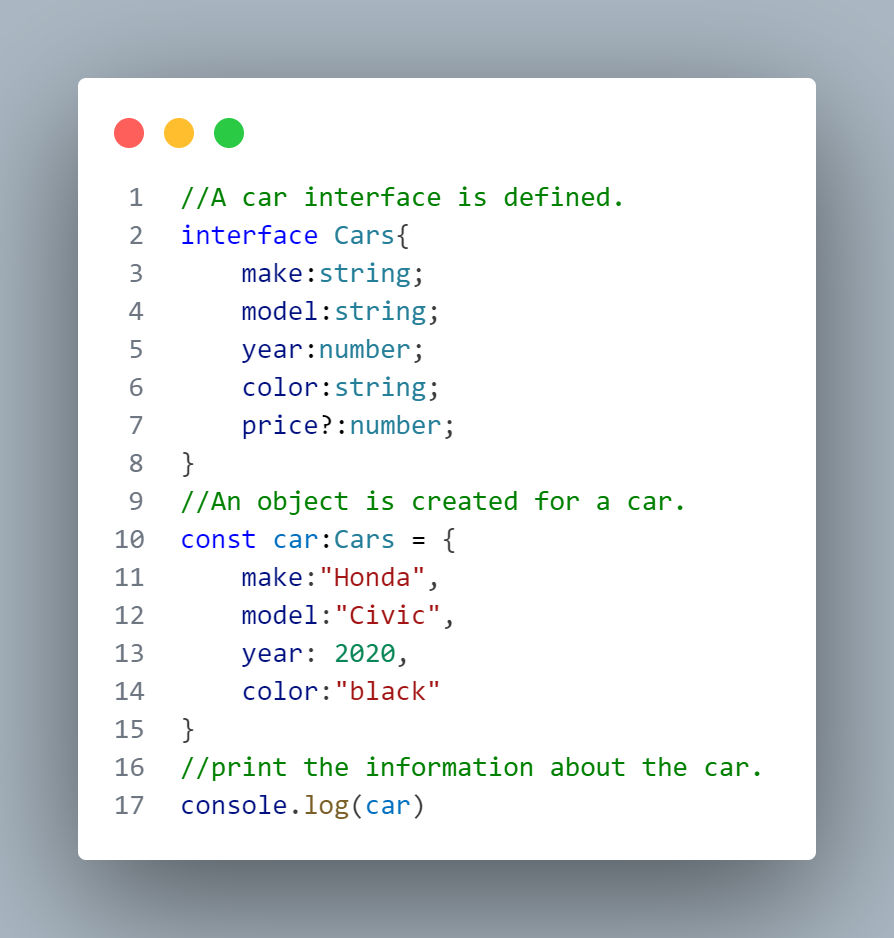 1 //A car interface is defined.
2 interface Cars{
3     make:string;
4     model:string;
5     year:number;
6     color:string;
7     price?:number;
8 }
9 //An object is created for a car.
10 const car:Cars = {
11     make:"Honda",
12     model:"Civic",
13     year: 2020,
14     color:"black"
15 }
16 //print the information about the car.
17 console.log(car)